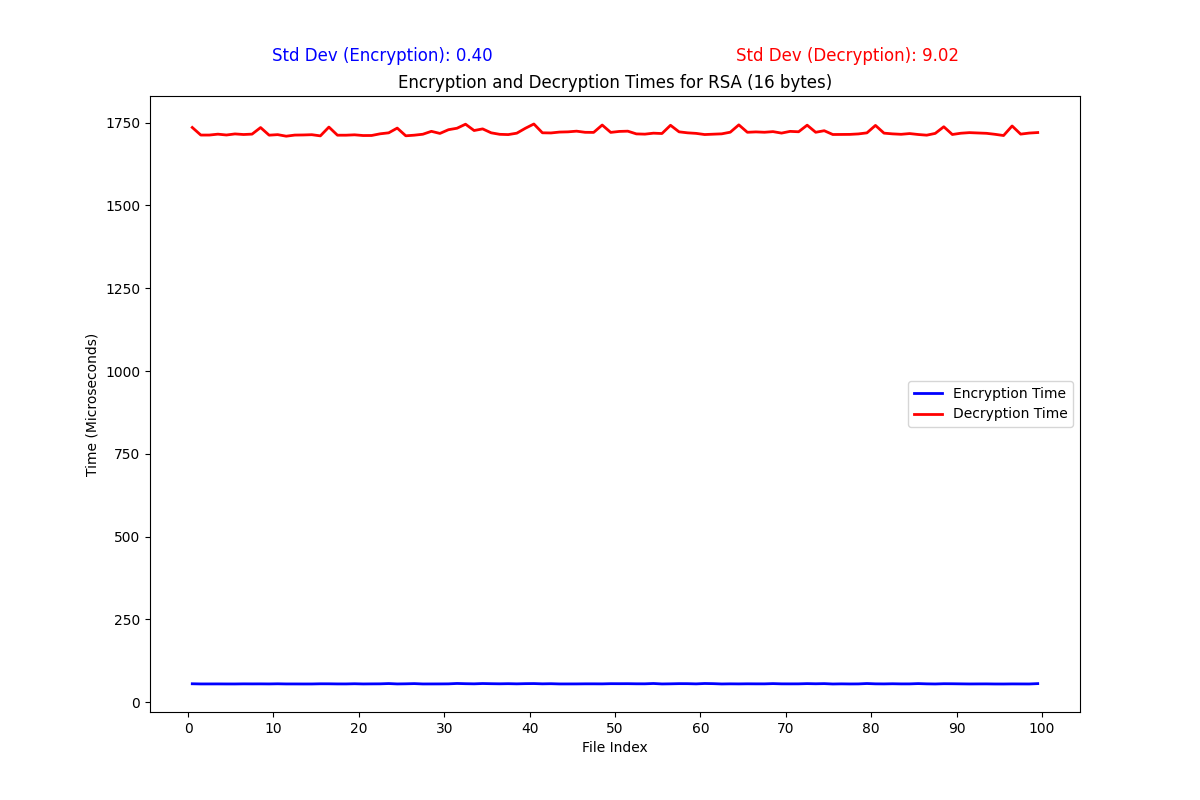 Std Dev (Encryption): 0.40
Std Dev (Decryption): 9.02
Encryption and Decryption Times for RSA (16 bytes)
Time (Microseconds)
1750
1500
1250
1000
750
500
250
0
Encryption Time
Decryption Time
0 10 20 30 40 50 60 70 80 90 100
File Index